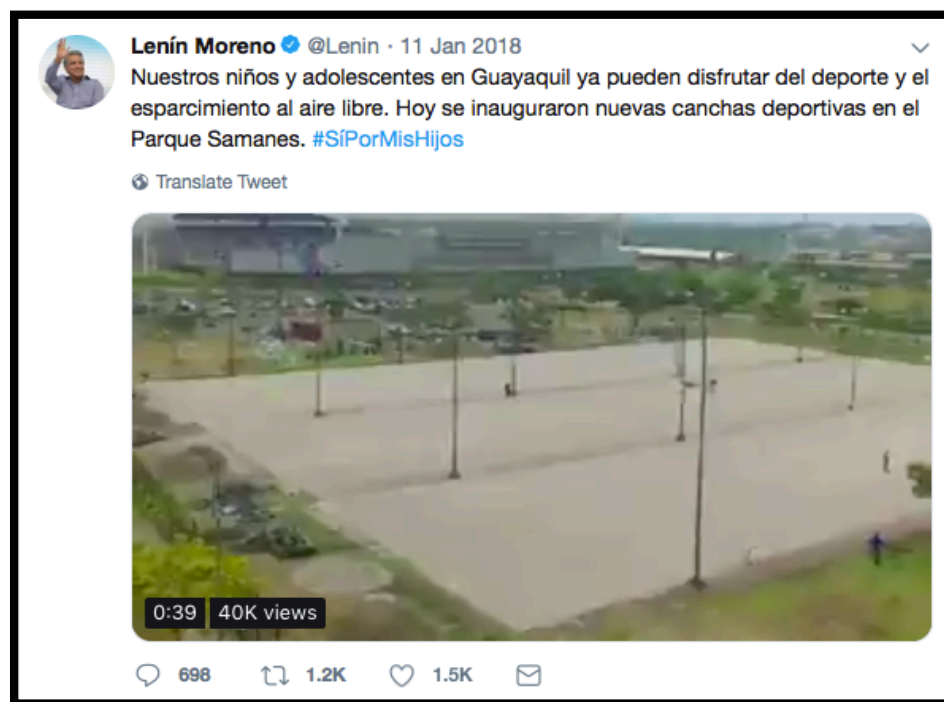 Lenín Moreno @Lenin · 11 Jan 2018
Nuestros niños y adolescentes en Guayaquil ya pueden disfrutar del deporte y el
esparcimiento al aire libre. Hoy se inauguraron nuevas canchas deportivas en el
Parque Samanes. #SíPorMisHijos
Translate Tweet
0:39 40K views
698 1.2K 1.5K